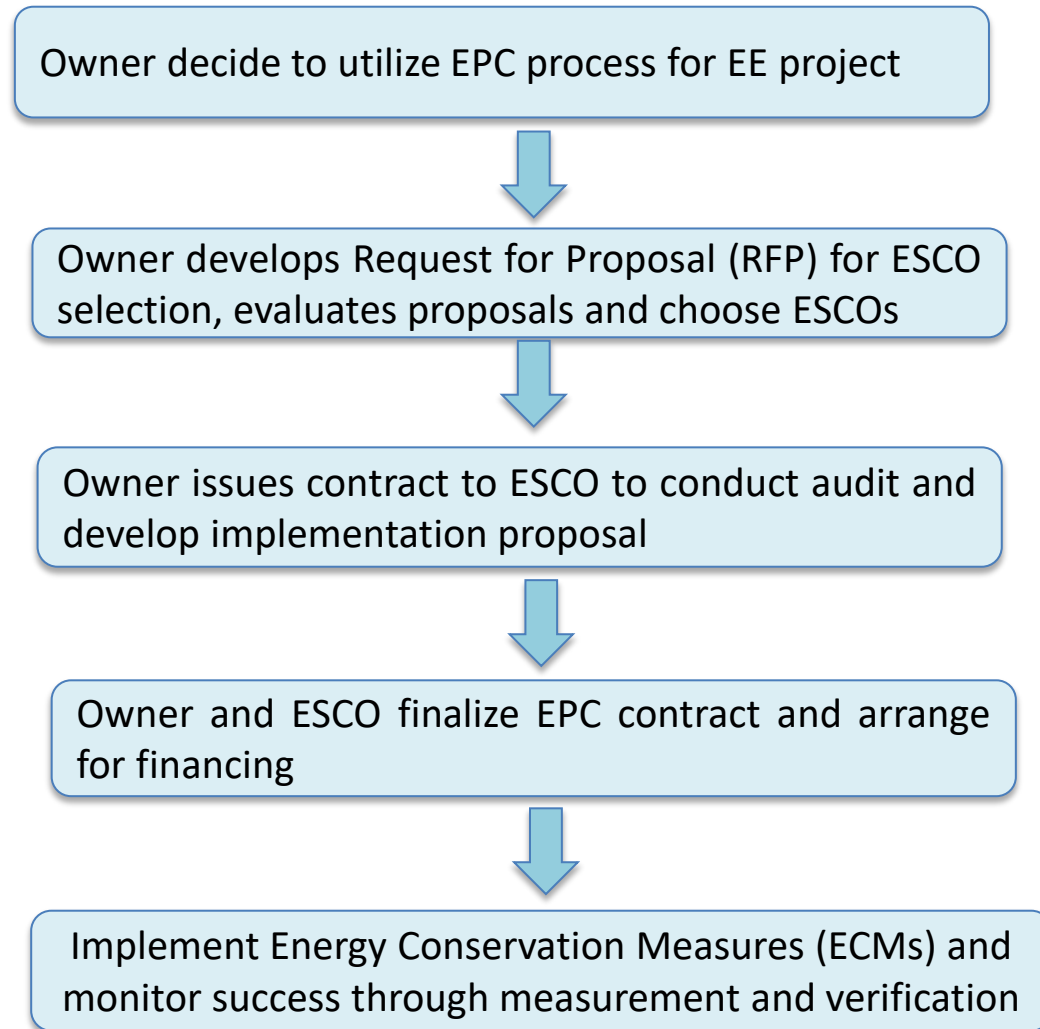 Owner decide to utilize EPC process for EE project
Owner develops Request for Proposal (RFP) for ESCO
selection, evaluates proposals and choose ESCOs
Owner issues contract to ESCO to conduct audit and
develop implementation proposal
Owner and ESCO finalize EPC contract and arrange
for financing
Implement Energy Conservation Measures (ECMs) and
monitor success through measurement and verification